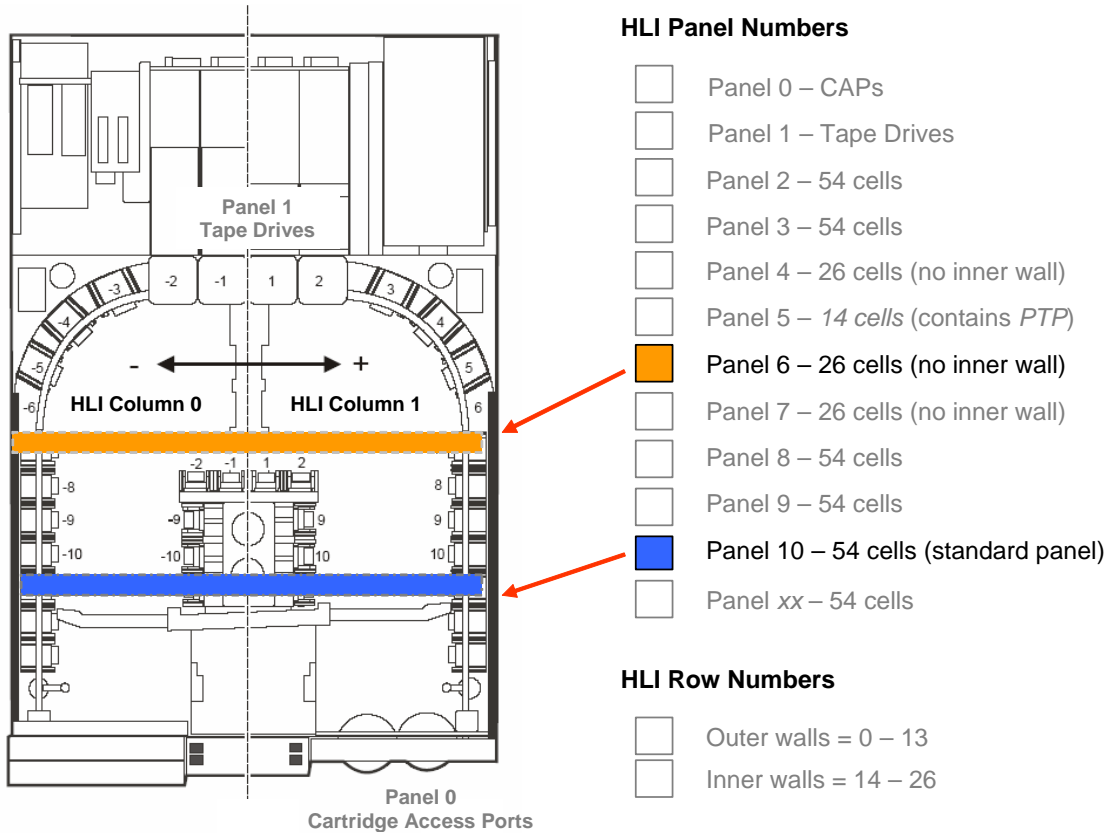 HLI Panel Numbers
Panel 0 – CAPs
Panel 1 – Tape Drives
Panel 2 – 54 cells
Panel 3 – 54 cells
Panel 4 – 26 cells (no inner wall)
Panel 5 – 14 cells (contains PTP)
Panel 6 – 26 cells (no inner wall)
Panel 7 – 26 cells (no inner wall)
Panel 8 – 54 cells
Panel 9 – 54 cells
Panel 10 – 54 cells (standard panel)
Panel xx – 54 cells
HLI Row Numbers
Outer walls = 0 – 13
Inner walls = 14 – 26
Panel 1
Tape Drives
-3 -2 -1 1 2 3
-4 4
-5 5
- +
-6 HLI Column 0 HLI Column 1 6
-2 -1 1 2
-8 8
-9 -9 9 9
-10 -10 10 10
Panel 0
Cartridge Access Ports